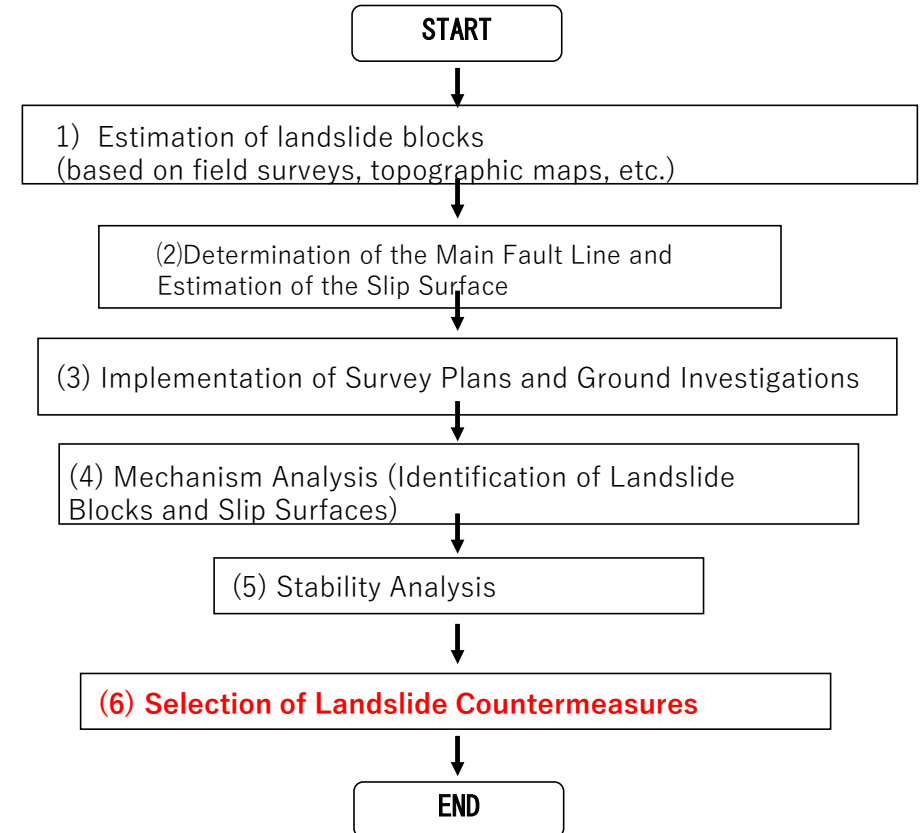 START
1) Estimation of landslide blocks
(based on field surveys, topographic maps, etc.)
(2)Determination of the Main Fault Line and
Estimation of the Slip Surface
(3) Implementation of Survey Plans and Ground Investigations
(4) Mechanism Analysis (Identification of Landslide
Blocks and Slip Surfaces)
(5) Stability Analysis
(6) Selection of Landslide Countermeasures
END